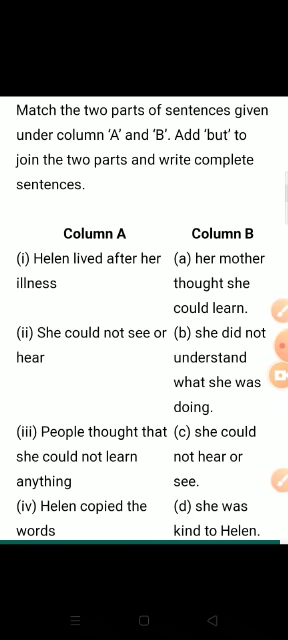 Match the two parts of sentences given
under column ‘A’ and ‘B’. Add ‘but’ to
join the two parts and write complete
sentences.
Column A Column B
(i) Helen lived after her (a) her mother
illness thought she
could learn.
(ii) She could not see or (b) she did not
hear understand
what she was
doing.
(iii) People thought that (c) she could
she could not learn not hear or
anything see.
(iv) Helen copied the (d) she was
words kind to Helen.